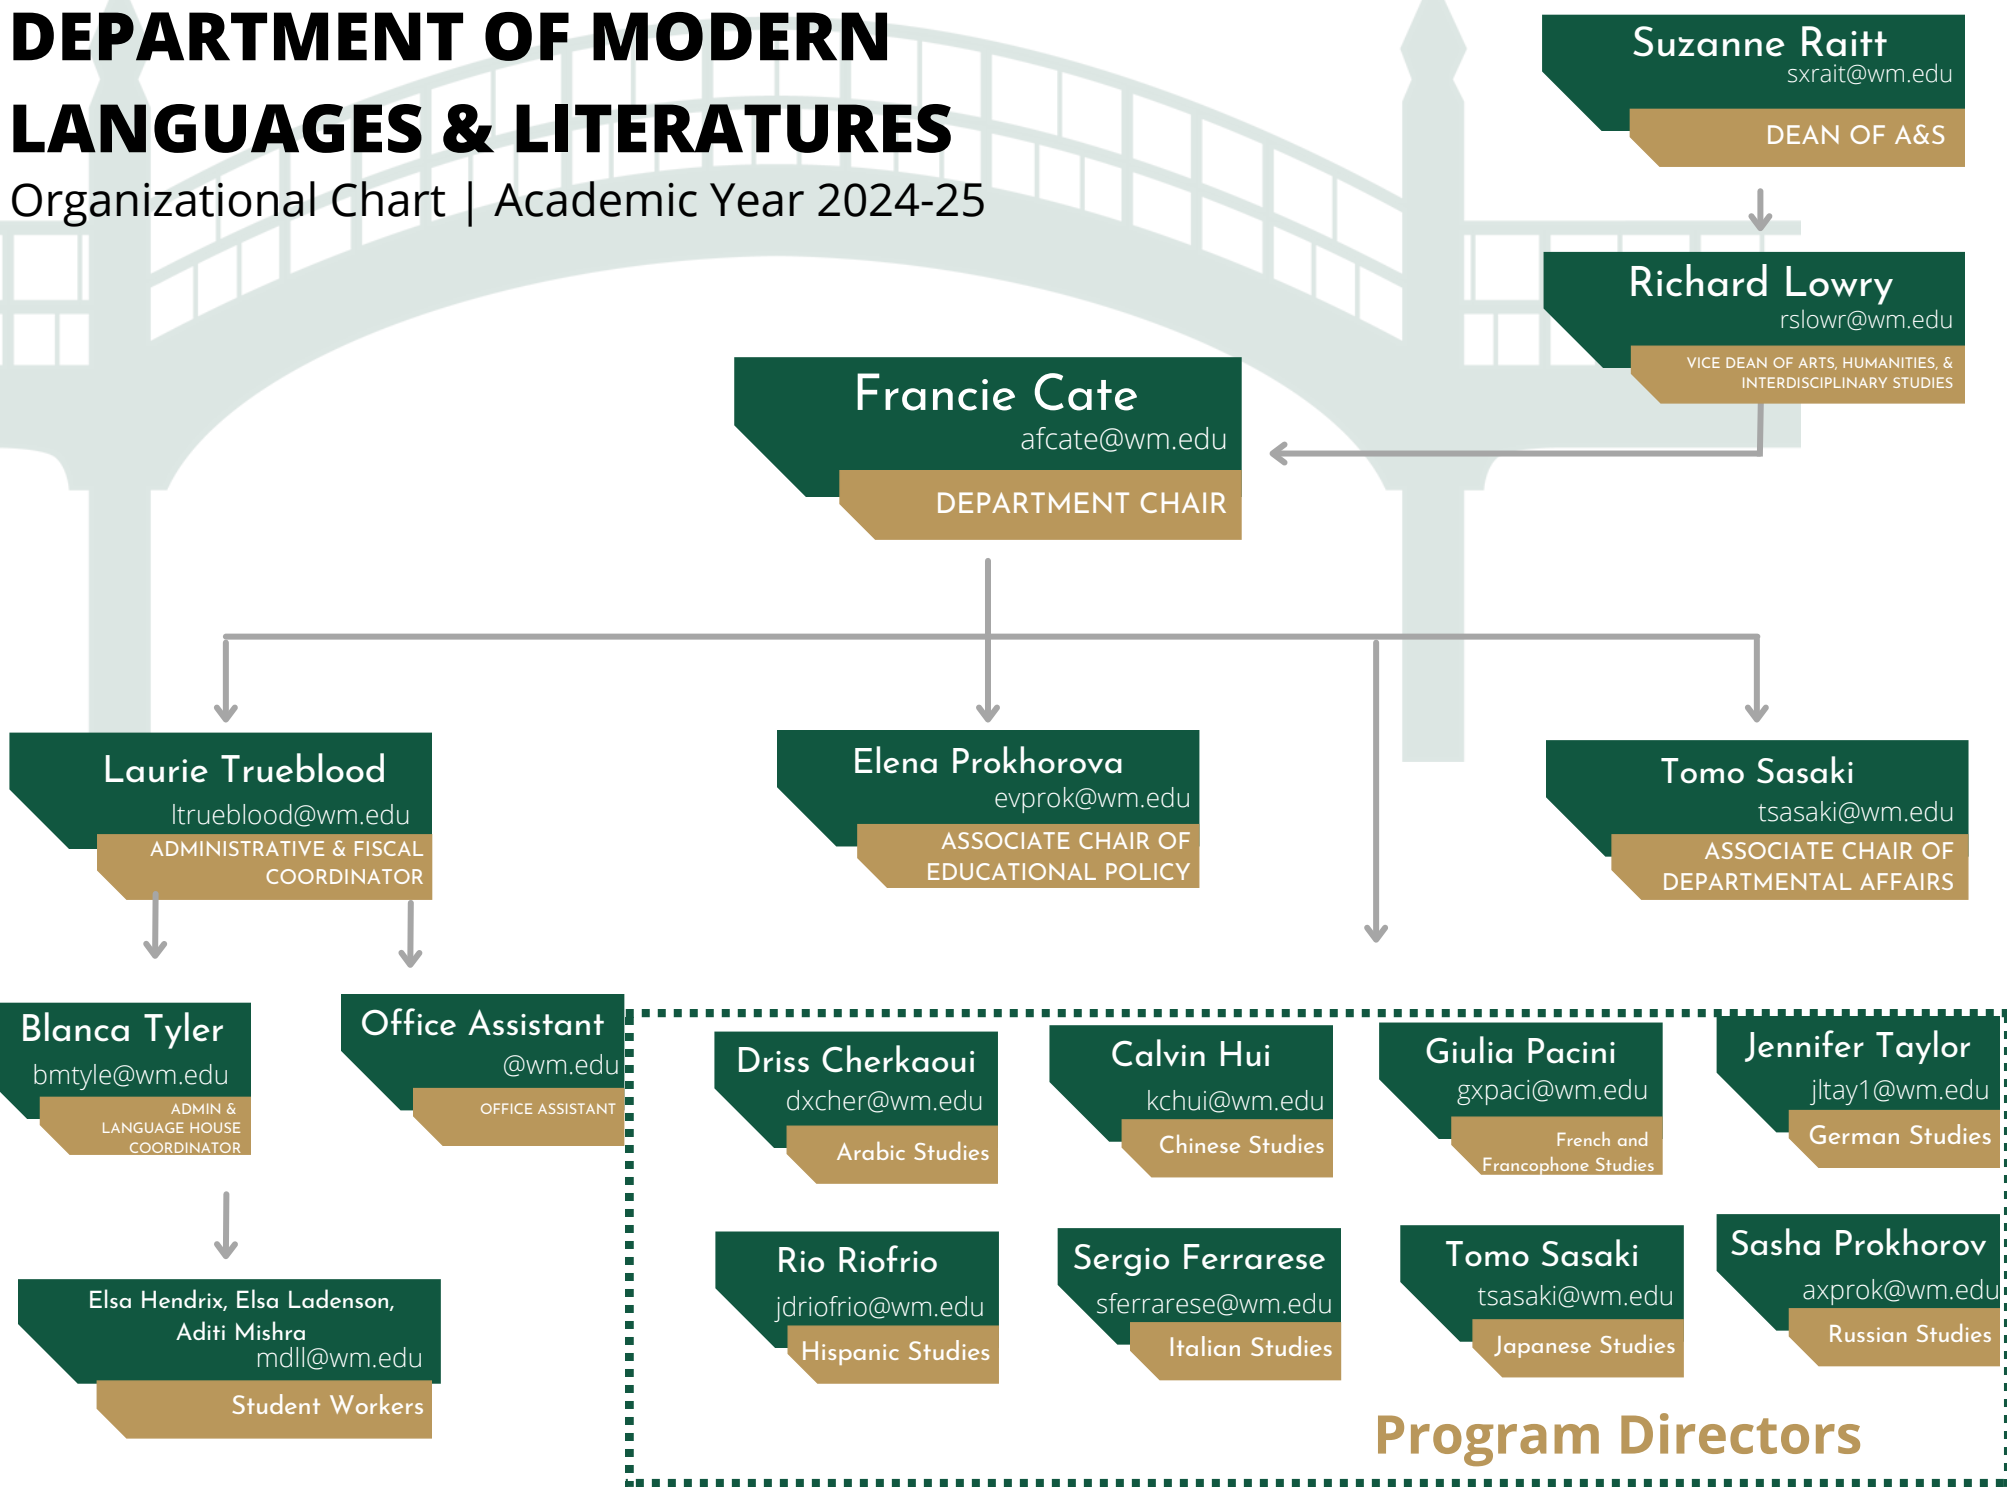 DEPARTMENT OF MODERN
LANGUAGES & LITERATURES
Organizational Chart | Academic Year 2024-25
Suzanne Raitt
sxrait@wm.edu
DEAN OF A&S
Richard Lowry
rslowr@wm.edu
VICE DEAN OF ARTS, HUMANITIES, &
INTERDISCIPLINARY STUDIES
Francie Cate
afcate@wm.edu
DEPARTMENT CHAIR
Laurie Trueblood
ltrueblood@wm.edu
ADMINISTRATIVE & FISCAL
COORDINATOR
Elena Prokhorova
evprok@wm.edu
ASSOCIATE CHAIR OF
EDUCATIONAL POLICY
Tomo Sasaki
tsasaki@wm.edu
ASSOCIATE CHAIR OF
DEPARTMENTAL AFFAIRS
Blanca Tyler
bmtyle@wm.edu
ADMIN &
LANGUAGE HOUSE
COORDINATOR
Office Assistant
@wm.edu
OFFICE ASSISTANT
Elsa Hendrix, Elsa Ladenson,
Aditi Mishra
mdll@wm.edu
Student Workers
Driss Cherkaoui
dxcher@wm.edu
Arabic Studies
Calvin Hui
kchui@wm.edu
Chinese Studies
Giulia Pacini
gxpaci@wm.edu
French and
Francophone Studies
Jennifer Taylor
jltay1@wm.edu
German Studies
Rio Riofrio
jdriofrio@wm.edu
Hispanic Studies
Sergio Ferrarese
sferrarese@wm.edu
Italian Studies
Tomo Sasaki
tsasaki@wm.edu
Japanese Studies
Sasha Prokhorov
axprok@wm.edu
Russian Studies
Program Directors